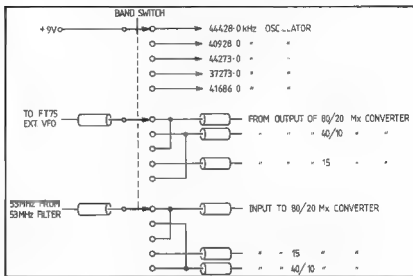 BAND SWITCH
+9V
44428·0 kHz OSCILLATOR
40928 0 " "
44273·0 " "
37273·0 " "
41686 0 " "
TO FT75
EXT. VFO
FROM OUTPUT OF 80/20 Mx CONVERTER
" " " 40/10 " "
" " " 15 " "
53MHz FROM
53MHz FILTER
INPUT TO 80/20 Mx CONVERTER
" " 15 " "
" " 40/10 " "